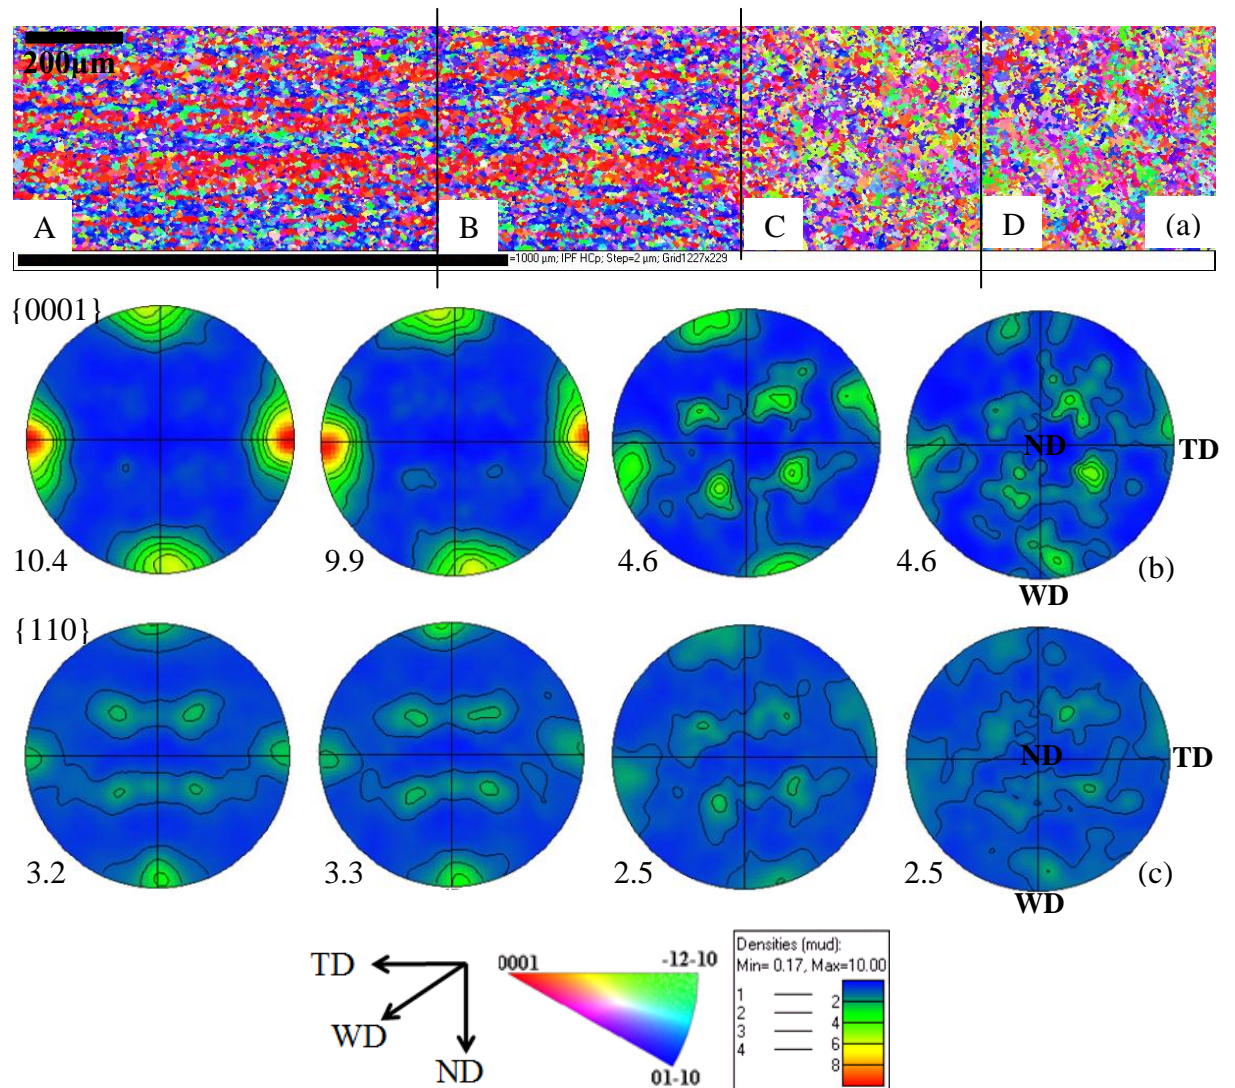 200µm
A B C D (a)
=1000 µm; IPF HCp; Step=2 µm; Grid1227x229
{0001}
ND TD
10.4 9.9 4.6 4.6 (b)
WD
{110}
ND TD
3.2 3.3 2.5 2.5 (c)
WD
TD
WD
ND
0001 -12-10
01-10
Densities (mud):
Min= 0.17, Max=10.00
1 2
2 4
3 6
4 8